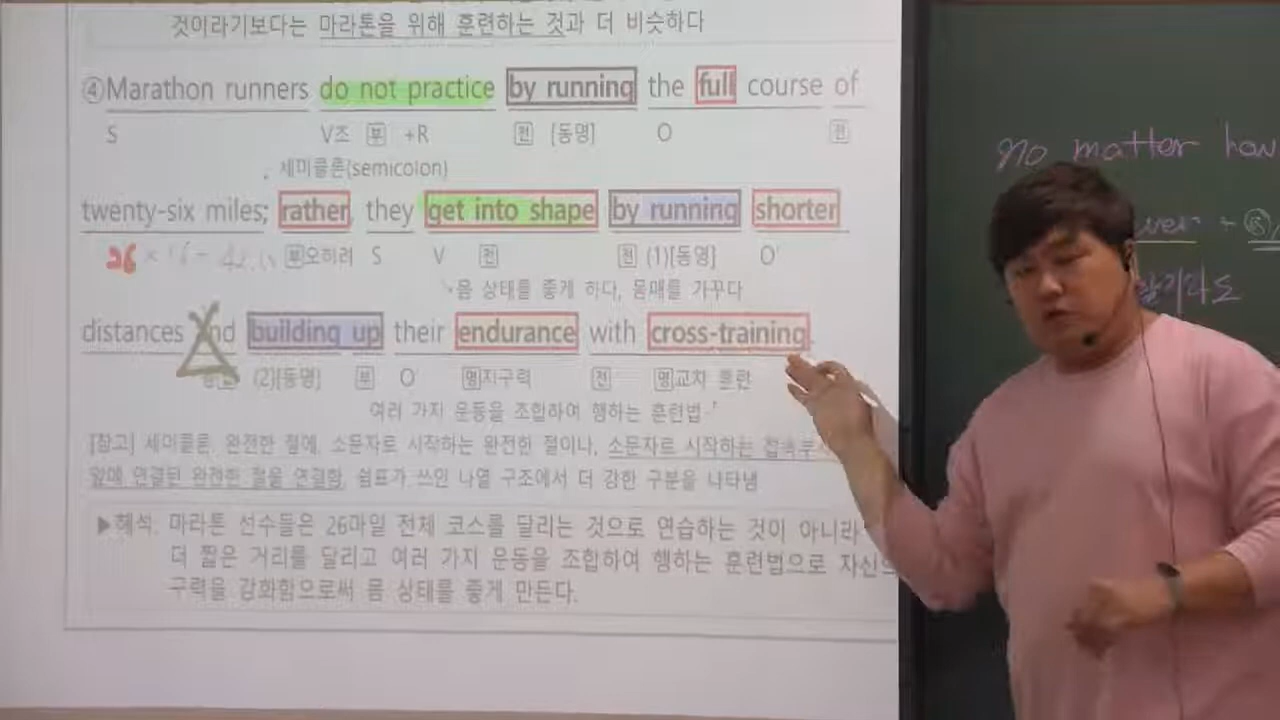 것이라기보다는 마라톤을 위해 훈련하는 것과 더 비슷하다
④Marathon runners do not practice by running the full course of
S V조 부 +R 전 [동명] O 전
세미콜론(semicolon)
twenty-six miles; rather, they get into shape by running shorter
26 × 1.6 = 42.
부오히려 S V 전 전 (1)[동명] O'
몸 상태를 좋게 하다, 몸매를 가꾸다
distances and building up their endurance with cross-training.
(2)[동명] 부 O' 명지구력 전 명교차 훈련
여러 가지 운동을 조합하여 행하는 훈련법
[참고] 세미콜론: 완전한 절에, 소문자로 시작하는 완전한 절이나, 소문자로 시작하는 접속부사
앞에 연결된 완전한 절을 연결함, 쉼표가 쓰인 나열 구조에서 더 강한 구분을 나타냄
▶해석: 마라톤 선수들은 26마일 전체 코스를 달리는 것으로 연습하는 것이 아니라
더 짧은 거리를 달리고 여러 가지 운동을 조합하여 행하는 훈련법으로 자신의
구력을 강화함으로써 몸 상태를 좋게 만든다.
no matter how
ver +
할지라도